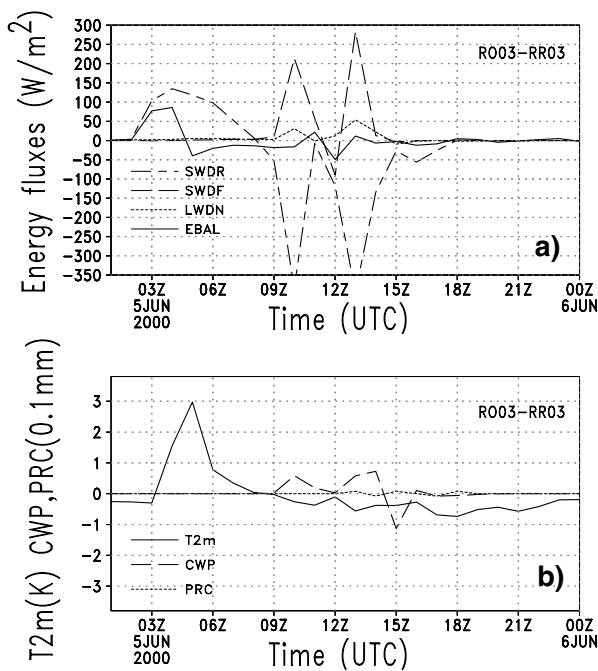 Energy fluxes (W/m²)
300
250
200
150
100
50
0
-50
-100
-150
-200
-250
-300
-350
RO03-RR03
SWDR
SWDF
LWDN
EBAL
a)
03Z 06Z 09Z 12Z 15Z 18Z 21Z 00Z
5JUN 6JUN
2000
Time (UTC)
T2m(K) CWP,PRC(0.1mm)
3
2
1
0
-1
-2
-3
RO03-RR03
T2m
CWP
PRC
b)
03Z 06Z 09Z 12Z 15Z 18Z 21Z 00Z
5JUN 6JUN
2000
Time (UTC)